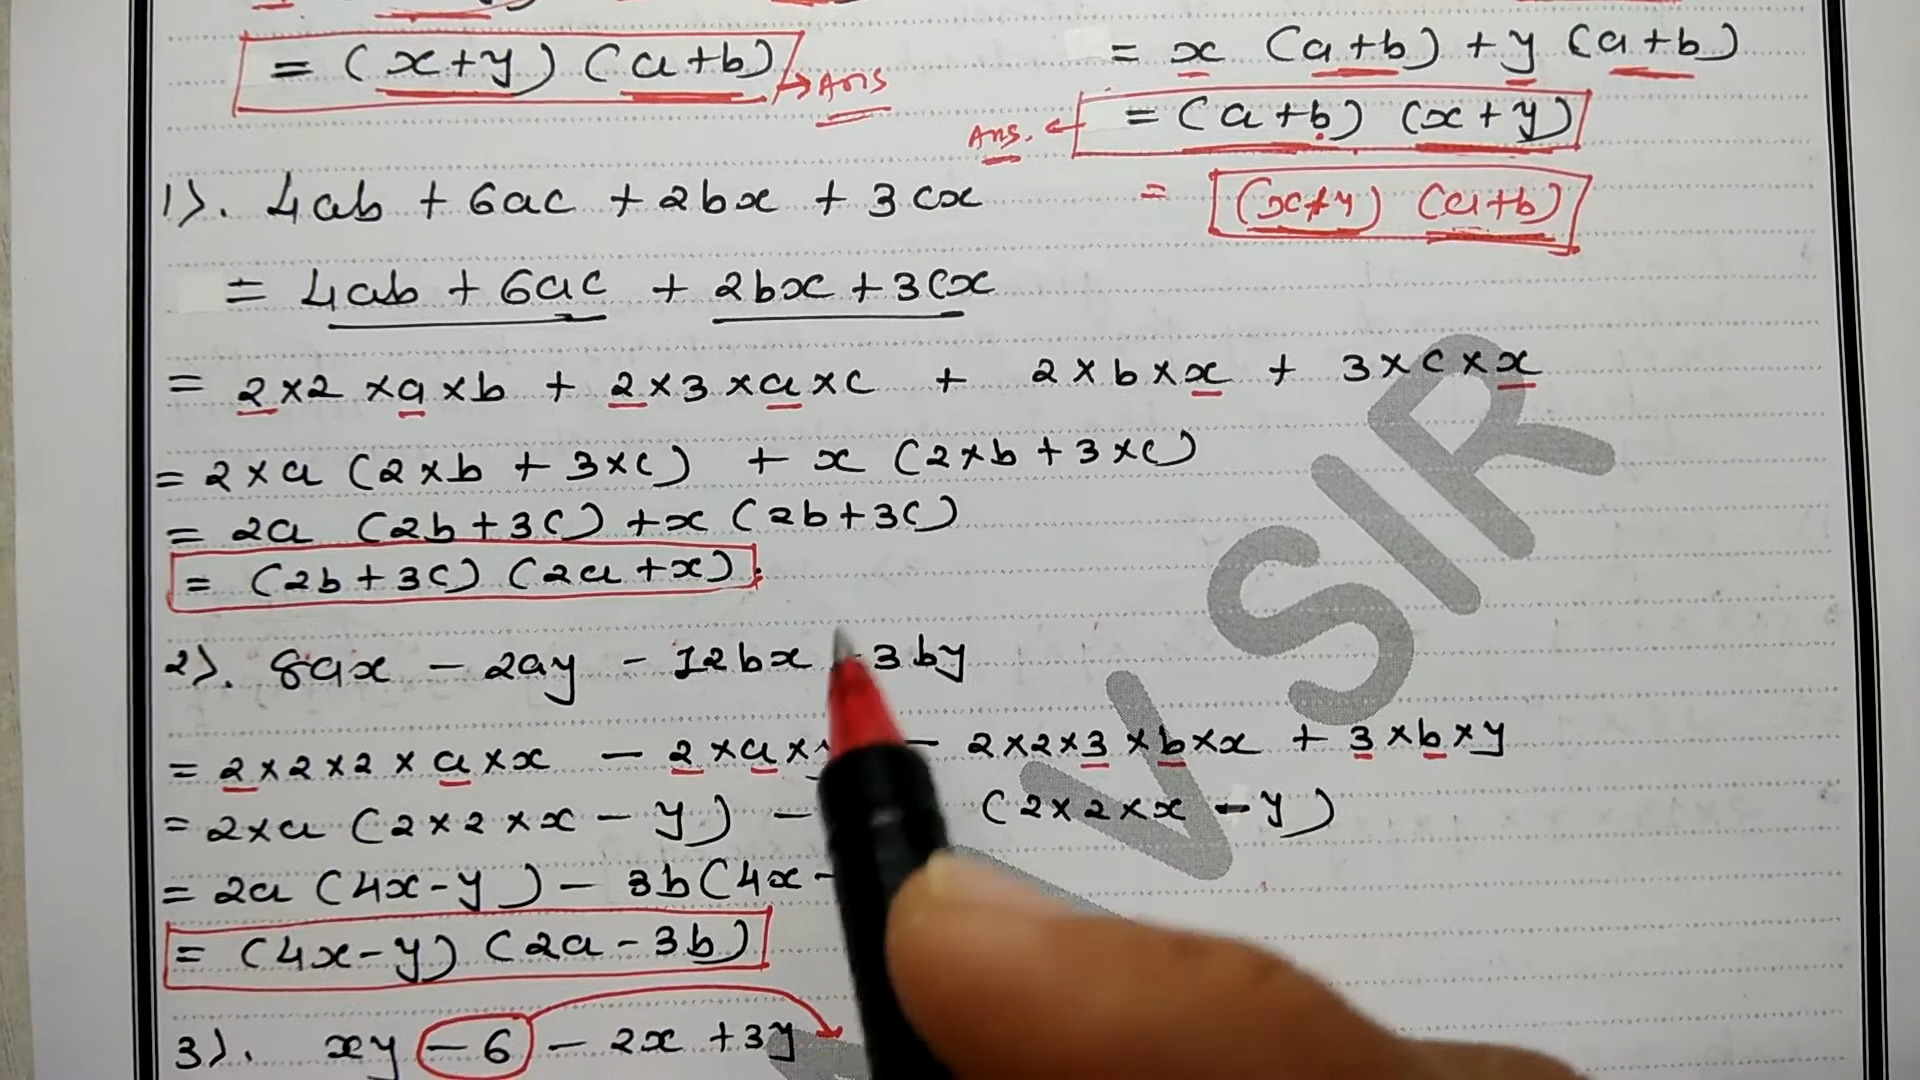 = (x+y) (a+b) → Ans
= x (a+b) + y (a+b)
Ans. ← = (a+b) (x+y)
= (x+y) (a+b)
1). 4ab + 6ac + 2bx + 3cx
= 4ab + 6ac + 2bx + 3cx
= 2×2×a×b + 2×3×a×c + 2×b×x + 3×c×x
= 2×a (2×b + 3×c) + x (2×b + 3×c)
= 2a (2b+3c) + x (2b+3c)
= (2b+3c) (2a+x).
2). 8ax - 2ay - 12bx 3by
= 2×2×2×a×x - 2×a× - 2×2×3×b×x + 3×b×y
= 2×a (2×2×x - y) - (2×2×x - y)
= 2a (4x-y) - 3b(4x-
= (4x-y) (2a-3b)
3). xy - 6 - 2x + 3y
V SIR